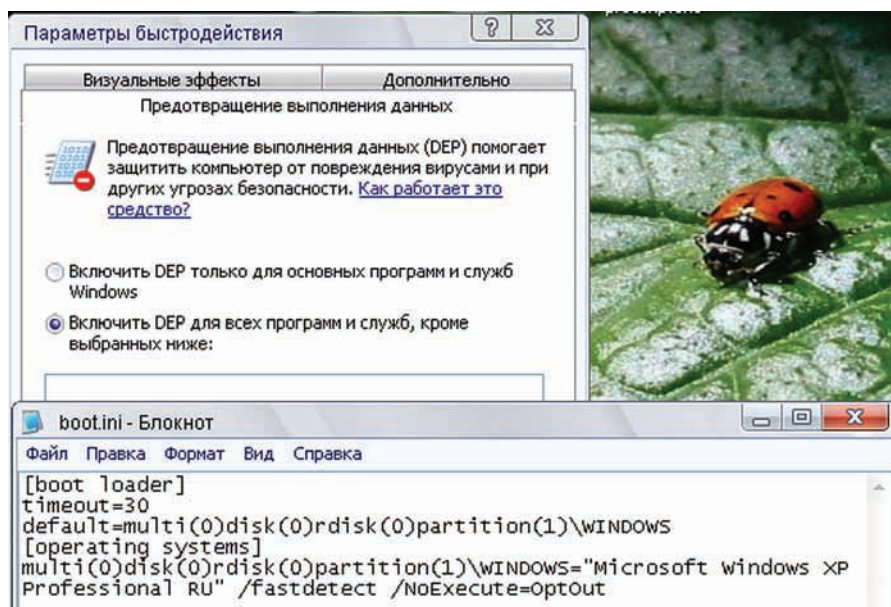 Параметры быстродействия
Визуальные эффекты
Дополнительно
Предотвращение выполнения данных
Предотвращение выполнения данных (DEP) помогает
защитить компьютер от повреждения вирусами и при
других угрозах безопасности. Как работает это
средство?
Включить DEP только для основных программ и служб
Windows
Включить DEP для всех программ и служб, кроме
выбранных ниже:
boot.ini - Блокнот
Файл Правка Формат Вид Справка
[boot loader]
timeout=30
default=multi(0)disk(0)rdisk(0)partition(1)\WINDOWS
[operating systems]
multi(0)disk(0)rdisk(0)partition(1)\WINDOWS="Microsoft Windows XP
Professional RU" /fastdetect /NoExecute=OptOut